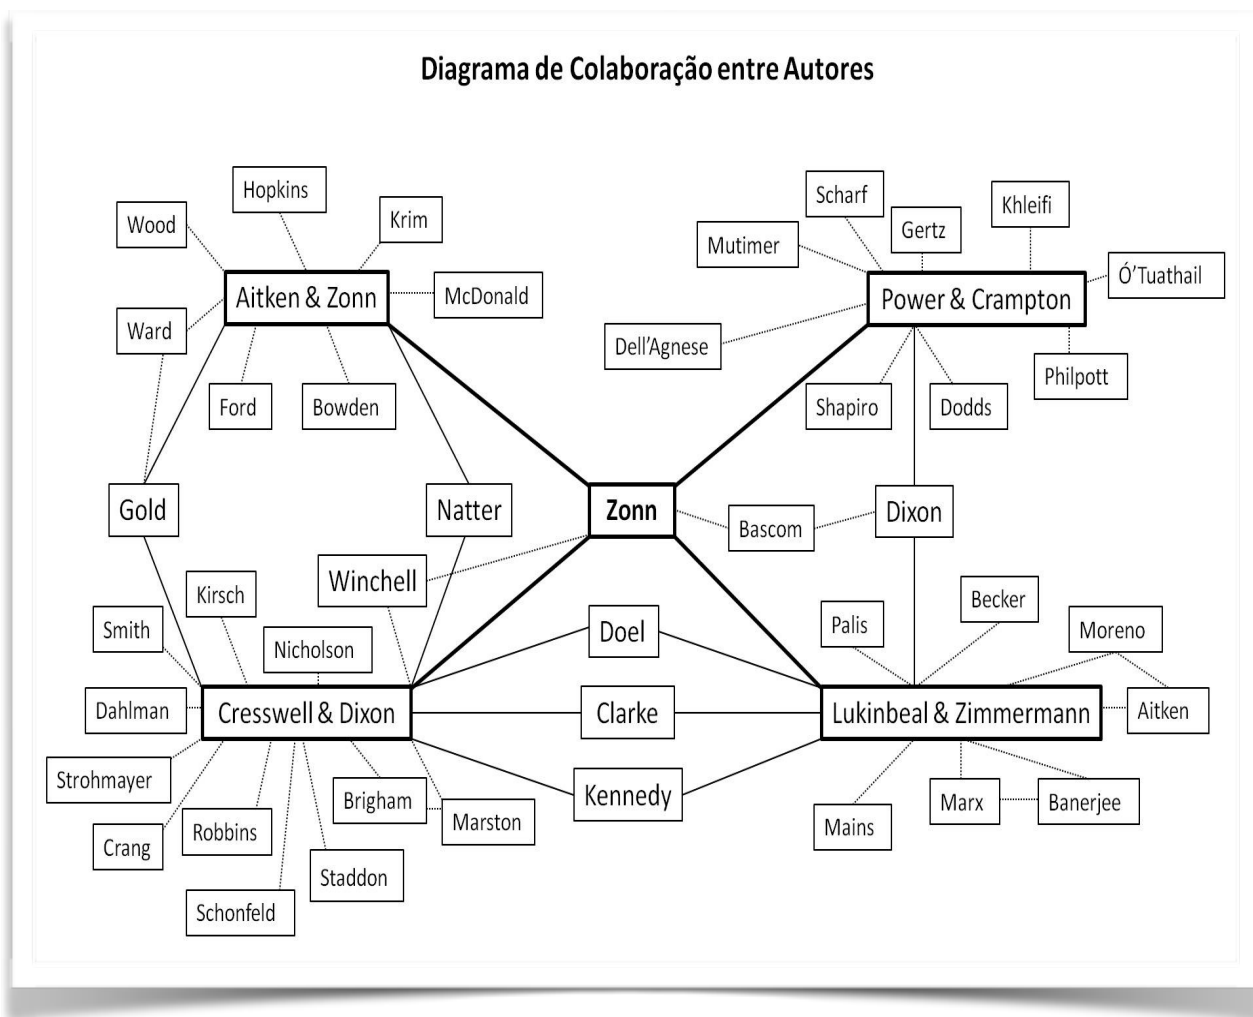 Diagrama de Colaboração entre Autores
Hopkins
Scharf
Khleifi
Wood
Krim
Gertz
Mutimer
Ó'Tuathail
Aitken & Zonn
McDonald
Power & Crampton
Ward
Dell'Agnese
Philpott
Ford
Bowden
Shapiro
Dodds
Gold
Natter
Zonn
Bascom
Dixon
Kirsch
Winchell
Becker
Smith
Nicholson
Doel
Palis
Moreno
Dahlman
Cresswell & Dixon
Clarke
Lukinbeal & Zimmermann
Aitken
Strohmayer
Brigham
Kennedy
Marx
Banerjee
Crang
Robbins
Marston
Mains
Staddon
Schonfeld